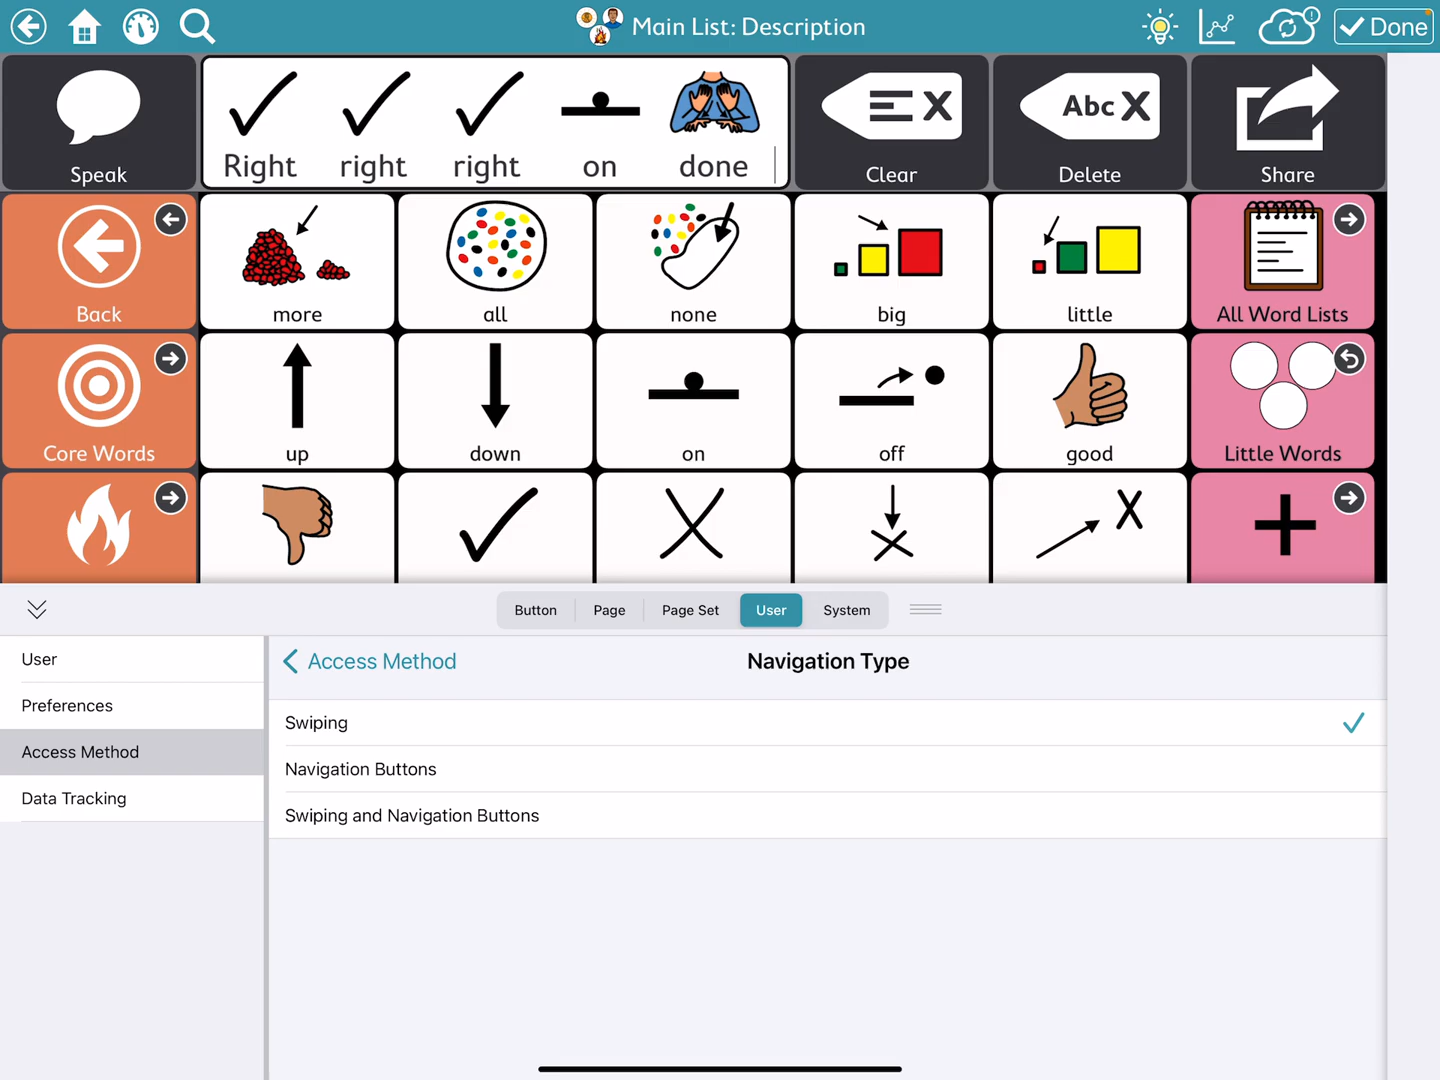 Main List: Description
Done
Speak
Right right right on done
Clear
Abc
Delete
Share
Back
more
all
none
big
little
All Word Lists
Core Words
up
down
on
off
good
Little Words
Button
Page
Page Set
User
System
User
Preferences
Access Method
Data Tracking
Access Method
Navigation Type
Swiping
Navigation Buttons
Swiping and Navigation Buttons